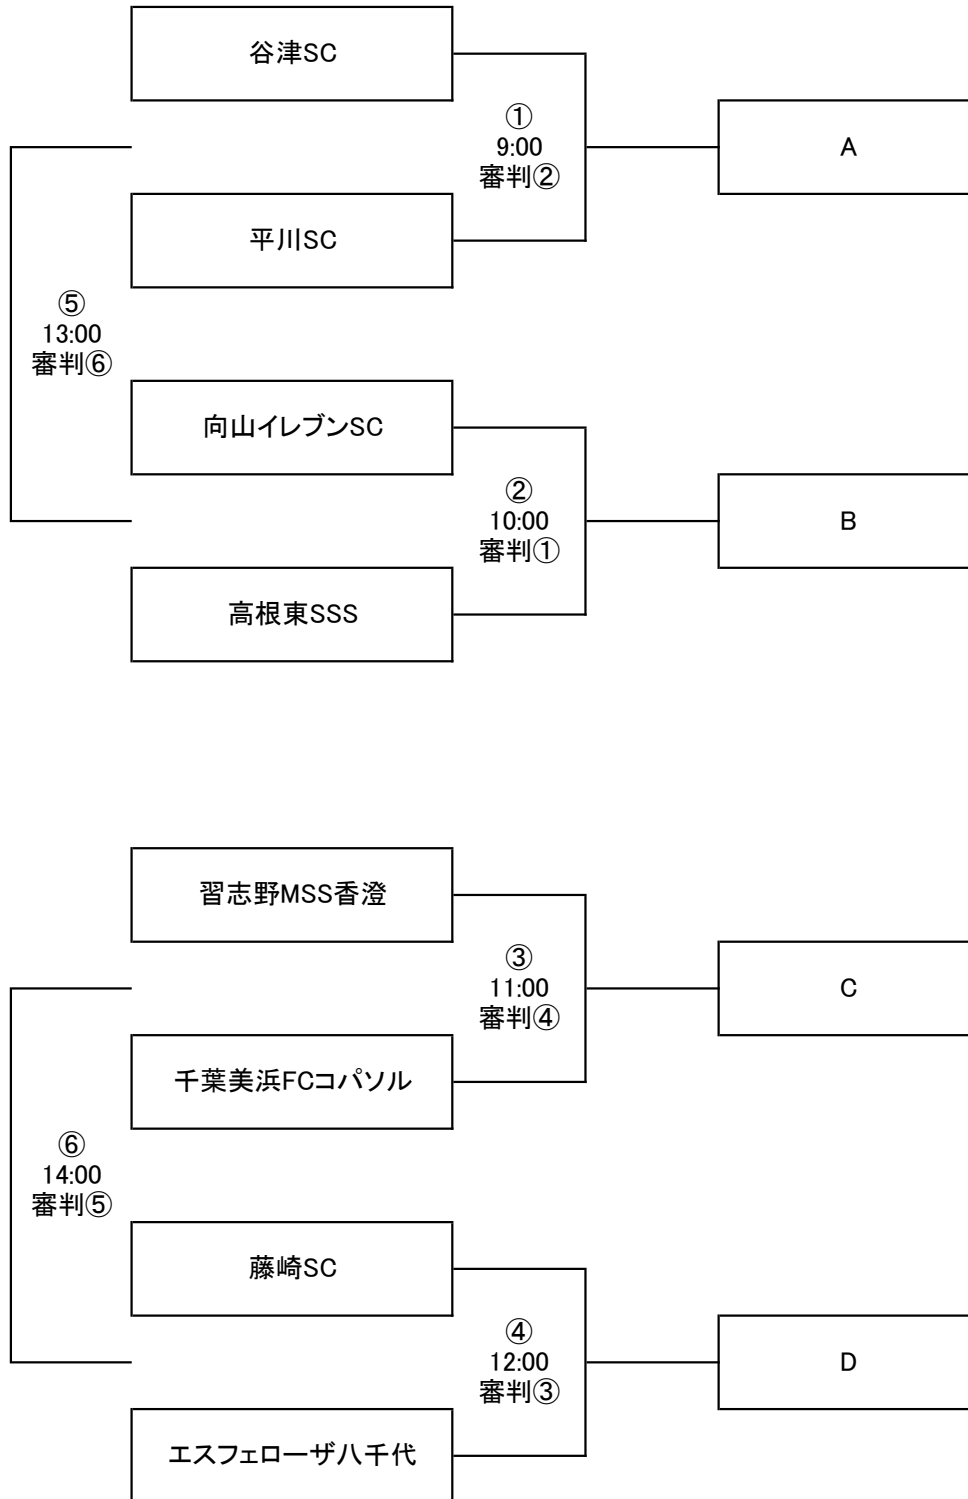 谷津SC
①
9:00
審判②
A
平川SC
⑤
13:00
審判⑥
向山イレブンSC
②
10:00
審判①
B
高根東SSS
習志野MSS香澄
③
11:00
審判④
C
千葉美浜FCコパソル
⑥
14:00
審判⑤
藤崎SC
④
12:00
審判③
D
エスフェローザ八千代